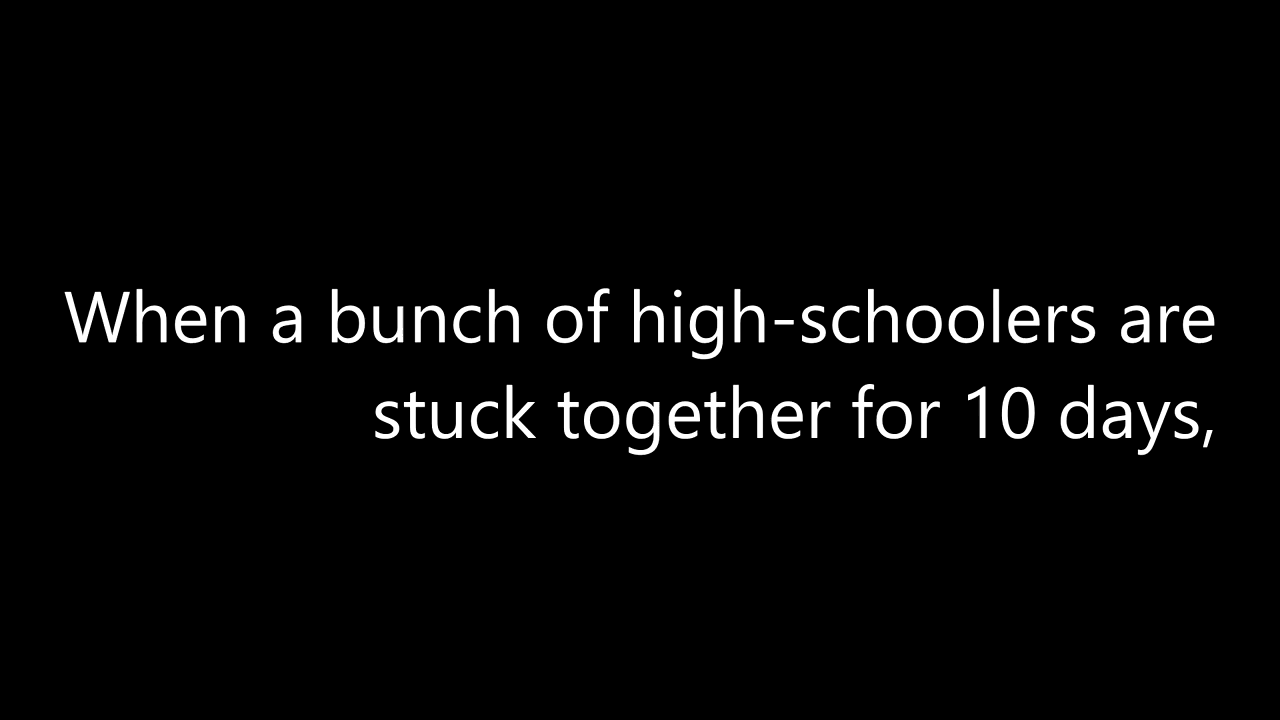 When a bunch of high-schoolers are
stuck together for 10 days,